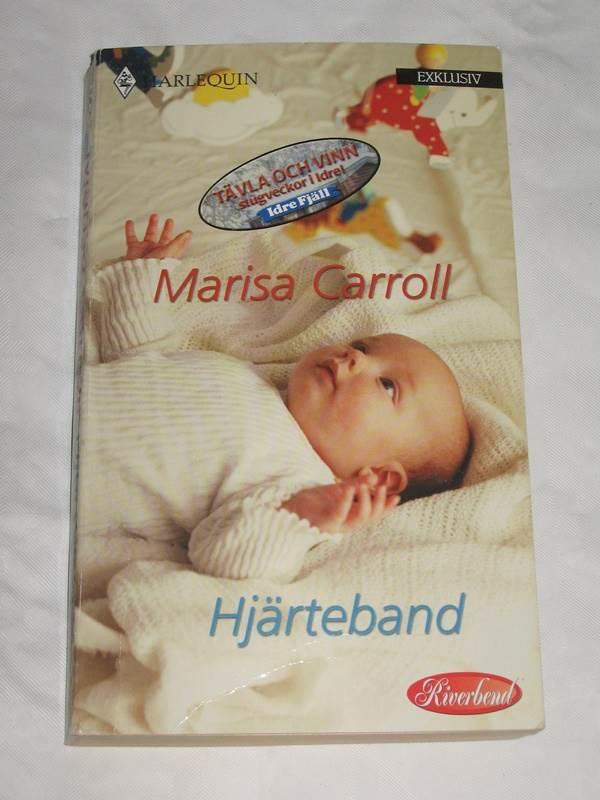 HARLEQUIN
EXKLUSIV
TÄVLA OCH VINN
stugveckor i Idre!
Idre Fjäll
Marisa Carroll
Hjärteband
Riverbend